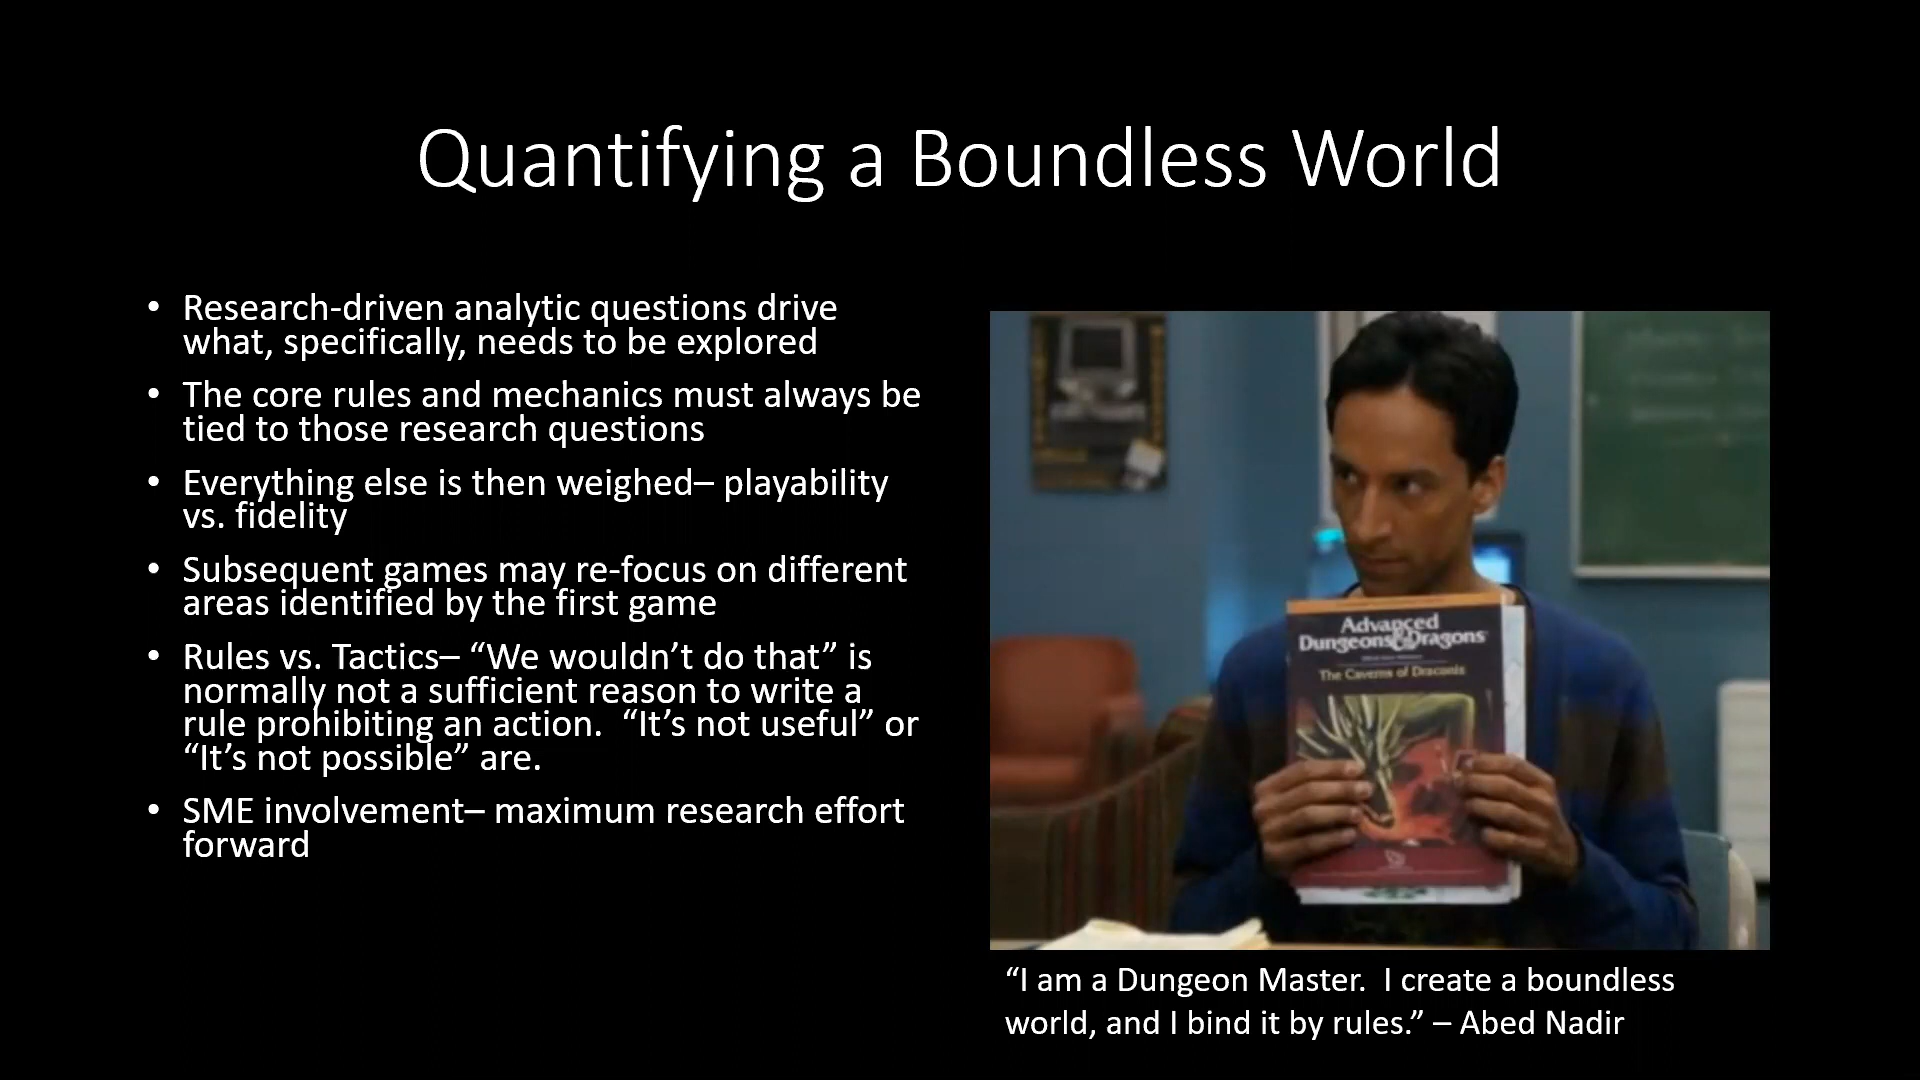 Quantifying a Boundless World
• Research-driven analytic questions drive
what, specifically, needs to be explored
• The core rules and mechanics must always be
tied to those research questions
• Everything else is then weighed– playability
vs. fidelity
• Subsequent games may re-focus on different
areas identified by the first game
• Rules vs. Tactics– “We wouldn’t do that” is
normally not a sufficient reason to write a
rule prohibiting an action.  “It’s not useful” or
“It’s not possible” are.
• SME involvement– maximum research effort
forward
Advanced
Dungeons & Dragons
The Caverns of Draconis
“I am a Dungeon Master.  I create a boundless
world, and I bind it by rules.” – Abed Nadir